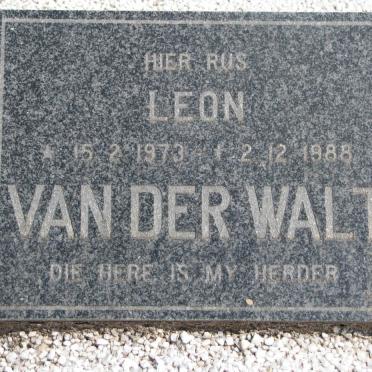 HIER RUS
LEON
* 15.2.1973 - † 2.12.1988
VAN DER WALT
DIE HERE IS MY HERDER